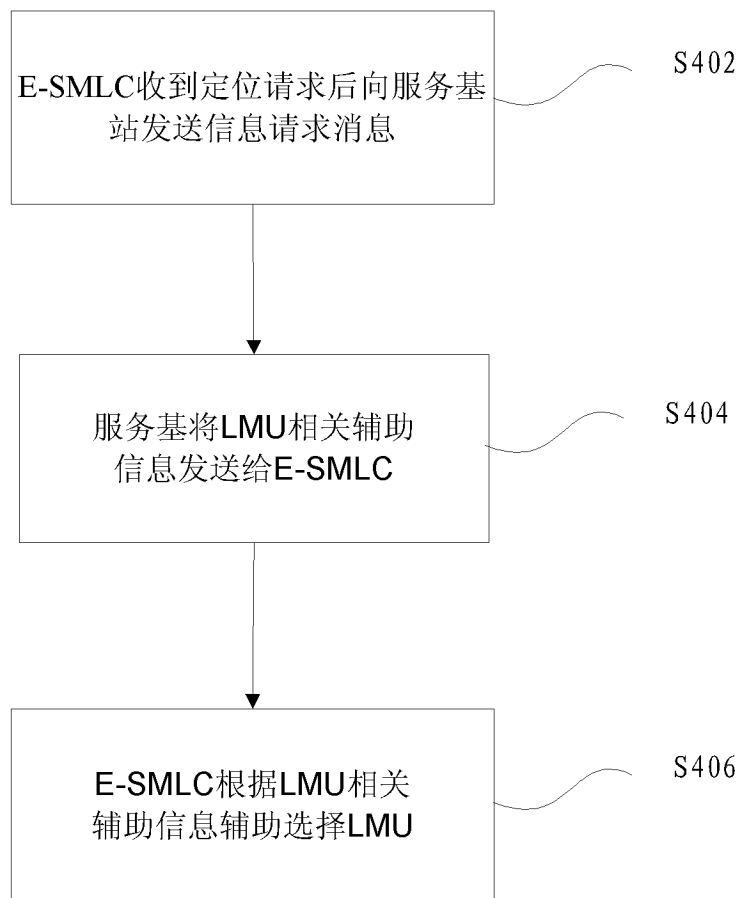 E-SMLC收到定位请求后向服务基
站发送信息请求消息
S402
服务基将LMU相关辅助
信息发送给E-SMLC
S404
E-SMLC根据LMU相关
辅助信息辅助选择LMU
S406